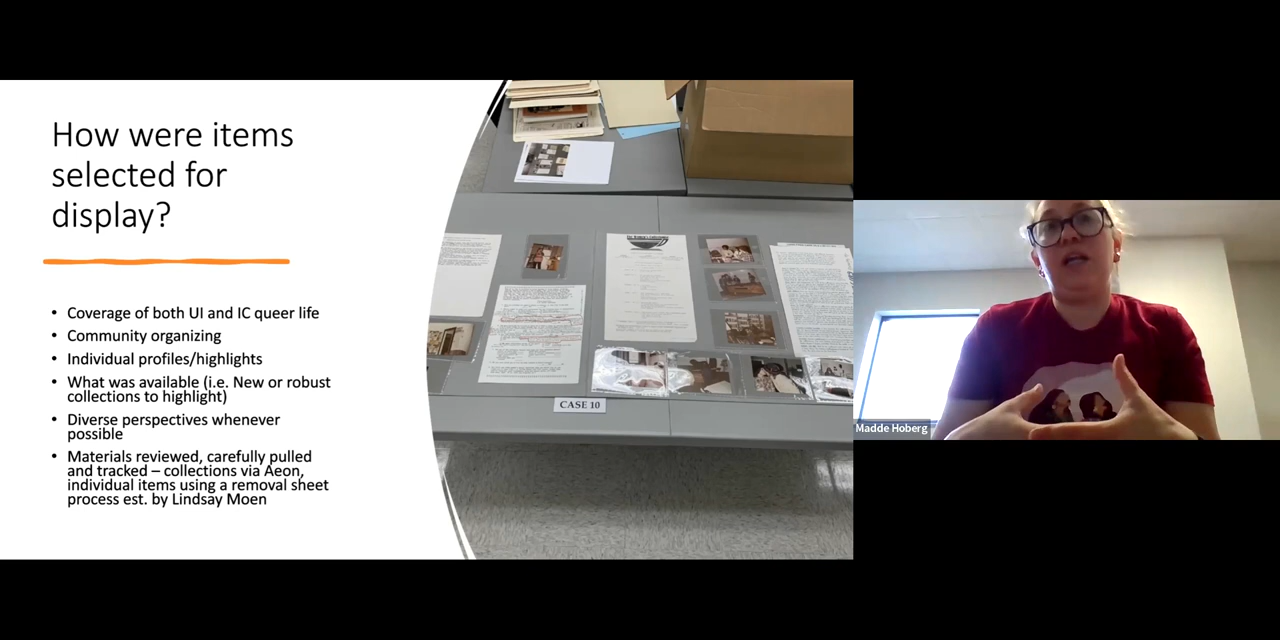 How were items
selected for
display?
• Coverage of both UI and IC queer life
• Community organizing
• Individual profiles/highlights
• What was available (i.e. New or robust
collections to highlight)
• Diverse perspectives whenever
possible
• Materials reviewed, carefully pulled
and tracked – collections via Aeon,
individual items using a removal sheet
process est. by Lindsay Moen
CASE 10
Madde Hoberg